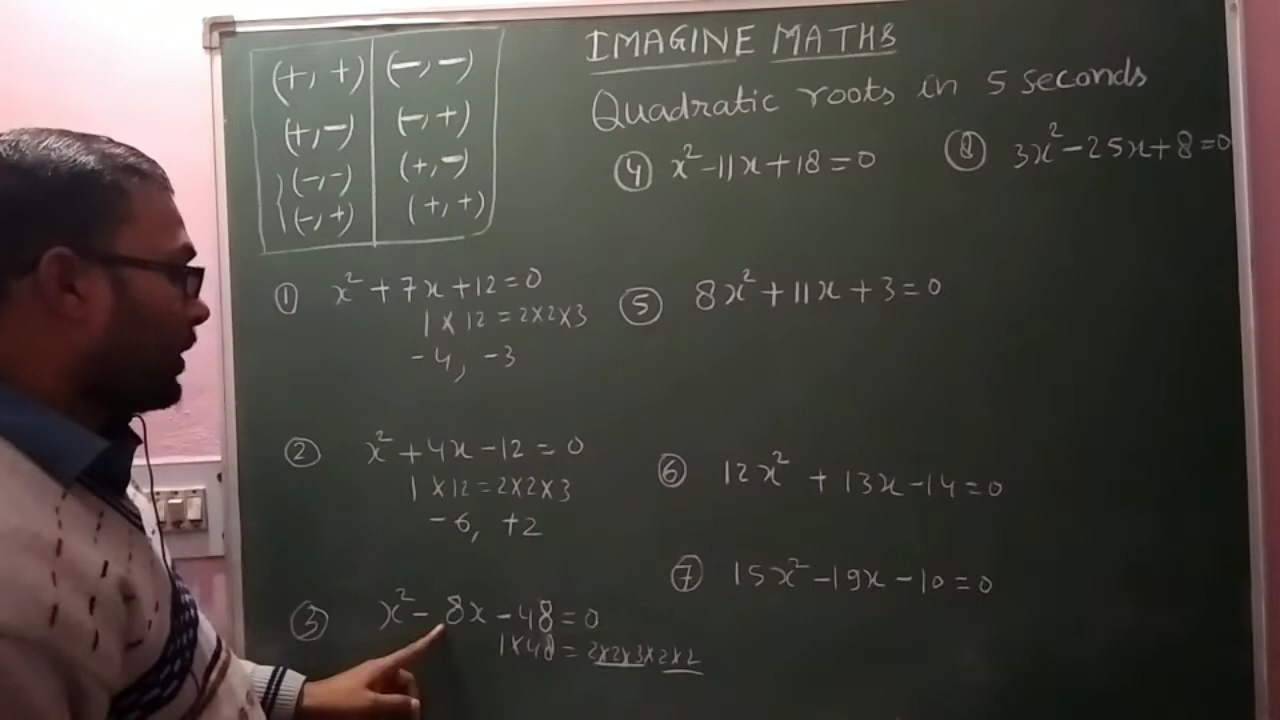 IMAGINE MATHS
Quadratic roots in 5 seconds
(+,+) (−,−)
(+,−) (−,+)
(−,−) (+,−)
(−,+) (+,+)
① x² + 7x + 12 = 0
1 × 12 = 2×2×3
−4, −3
② x² + 4x − 12 = 0
1 × 12 = 2×2×3
−6, +2
③ x² − 8x − 48 = 0
1×48 = 2×2×3×2×2
④ x² − 11x + 18 = 0
⑤ 8x² + 11x + 3 = 0
⑥ 12x² + 13x − 14 = 0
⑦ 15x² − 19x − 10 = 0
⑧ 3x² − 25x + 8 = 0